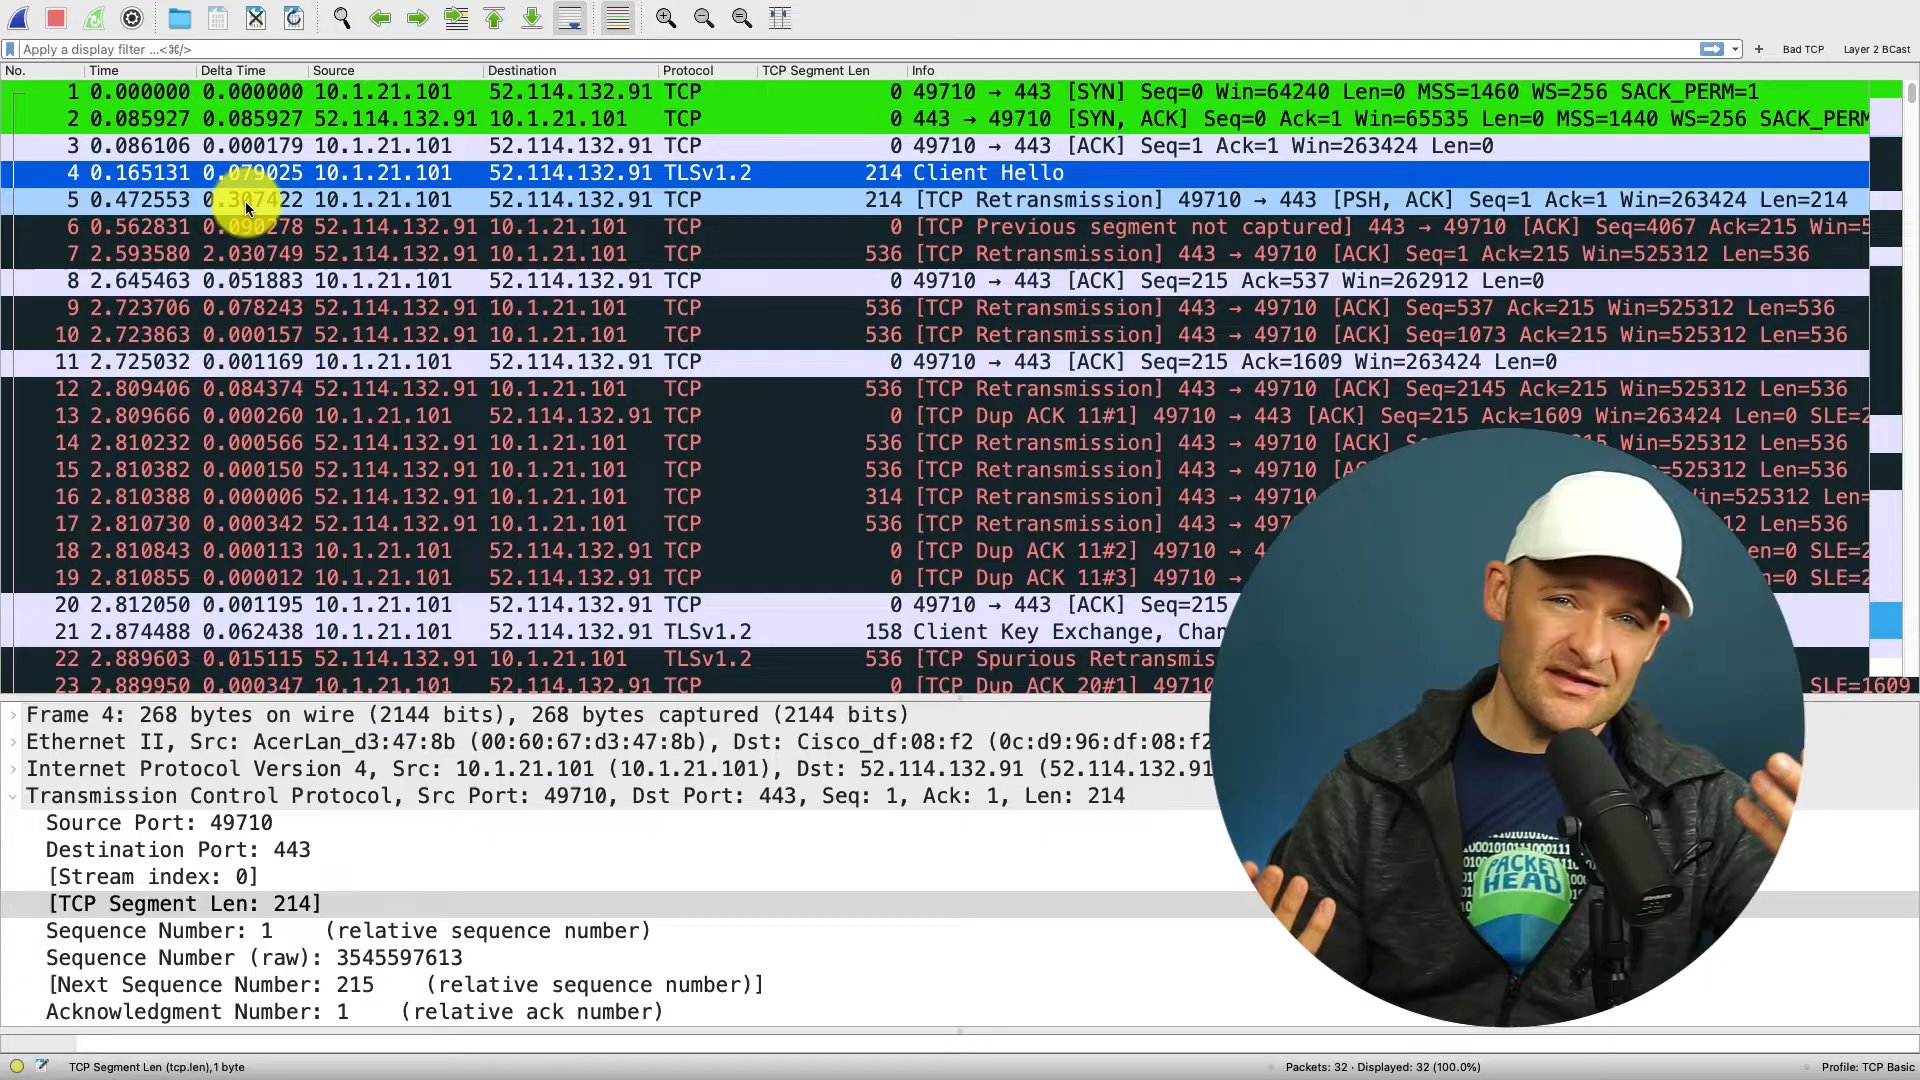 Apply a display filter ...<⌘/>
+
Bad TCP
Layer 2 BCast
No. Time Delta Time Source Destination Protocol TCP Segment Len Info
1 0.000000 0.000000 10.1.21.101 52.114.132.91 TCP 0 49710 → 443 [SYN] Seq=0 Win=64240 Len=0 MSS=1460 WS=256 SACK_PERM=1
2 0.085927 0.085927 52.114.132.91 10.1.21.101 TCP 0 443 → 49710 [SYN, ACK] Seq=0 Ack=1 Win=65535 Len=0 MSS=1440 WS=256 SACK_PERM
3 0.086106 0.000179 10.1.21.101 52.114.132.91 TCP 0 49710 → 443 [ACK] Seq=1 Ack=1 Win=263424 Len=0
4 0.165131 0.079025 10.1.21.101 52.114.132.91 TLSv1.2 214 Client Hello
5 0.472553 0.307422 10.1.21.101 52.114.132.91 TCP 214 [TCP Retransmission] 49710 → 443 [PSH, ACK] Seq=1 Ack=1 Win=263424 Len=214
6 0.562831 0.090278 52.114.132.91 10.1.21.101 TCP 0 [TCP Previous segment not captured] 443 → 49710 [ACK] Seq=4067 Ack=215 Win=5
7 2.593580 2.030749 52.114.132.91 10.1.21.101 TCP 536 [TCP Retransmission] 443 → 49710 [ACK] Seq=1 Ack=215 Win=525312 Len=536
8 2.645463 0.051883 10.1.21.101 52.114.132.91 TCP 0 49710 → 443 [ACK] Seq=215 Ack=537 Win=262912 Len=0
9 2.723706 0.078243 52.114.132.91 10.1.21.101 TCP 536 [TCP Retransmission] 443 → 49710 [ACK] Seq=537 Ack=215 Win=525312 Len=536
10 2.723863 0.000157 52.114.132.91 10.1.21.101 TCP 536 [TCP Retransmission] 443 → 49710 [ACK] Seq=1073 Ack=215 Win=525312 Len=536
11 2.725032 0.001169 10.1.21.101 52.114.132.91 TCP 0 49710 → 443 [ACK] Seq=215 Ack=1609 Win=263424 Len=0
12 2.809406 0.084374 52.114.132.91 10.1.21.101 TCP 536 [TCP Retransmission] 443 → 49710 [ACK] Seq=2145 Ack=215 Win=525312 Len=536
13 2.809666 0.000260 10.1.21.101 52.114.132.91 TCP 0 [TCP Dup ACK 11#1] 49710 → 443 [ACK] Seq=215 Ack=1609 Win=263424 Len=0 SLE=2
14 2.810232 0.000566 52.114.132.91 10.1.21.101 TCP 536 [TCP Retransmission] 443 → 49710 [ACK] Win=525312 Len=536
15 2.810382 0.000150 52.114.132.91 10.1.21.101 TCP 536 [TCP Retransmission] 443 → 49710 Win=525312 Len=536
16 2.810388 0.000006 52.114.132.91 10.1.21.101 TCP 314 [TCP Retransmission] 443 → 49710 Win=525312 Len=
17 2.810730 0.000342 52.114.132.91 10.1.21.101 TCP 536 [TCP Retransmission] 443 → 497 Win=525312 Len=536
18 2.810843 0.000113 10.1.21.101 52.114.132.91 TCP 0 [TCP Dup ACK 11#2] 49710 → 4 Len=0 SLE=2
19 2.810855 0.000012 10.1.21.101 52.114.132.91 TCP 0 [TCP Dup ACK 11#3] 49710 → =0 SLE=2
20 2.812050 0.001195 10.1.21.101 52.114.132.91 TCP 0 49710 → 443 [ACK] Seq=215
21 2.874488 0.062438 10.1.21.101 52.114.132.91 TLSv1.2 158 Client Key Exchange, Chan
22 2.889603 0.015115 52.114.132.91 10.1.21.101 TLSv1.2 536 [TCP Spurious Retransmis
23 2.889950 0.000347 10.1.21.101 52.114.132.91 TCP 0 [TCP Dup ACK 20#1] 49710 SLE=1609
Frame 4: 268 bytes on wire (2144 bits), 268 bytes captured (2144 bits)
Ethernet II, Src: AcerLan_d3:47:8b (00:60:67:d3:47:8b), Dst: Cisco_df:08:f2 (0c:d9:96:df:08:f2
Internet Protocol Version 4, Src: 10.1.21.101 (10.1.21.101), Dst: 52.114.132.91 (52.114.132.91
Transmission Control Protocol, Src Port: 49710, Dst Port: 443, Seq: 1, Ack: 1, Len: 214
Source Port: 49710
Destination Port: 443
[Stream index: 0]
[TCP Segment Len: 214]
Sequence Number: 1 (relative sequence number)
Sequence Number (raw): 3545597613
[Next Sequence Number: 215 (relative sequence number)]
Acknowledgment Number: 1 (relative ack number)
PACKET
HEAD
TCP Segment Len (tcp.len), 1 byte
Packets: 32 · Displayed: 32 (100.0%)
Profile: TCP Basic